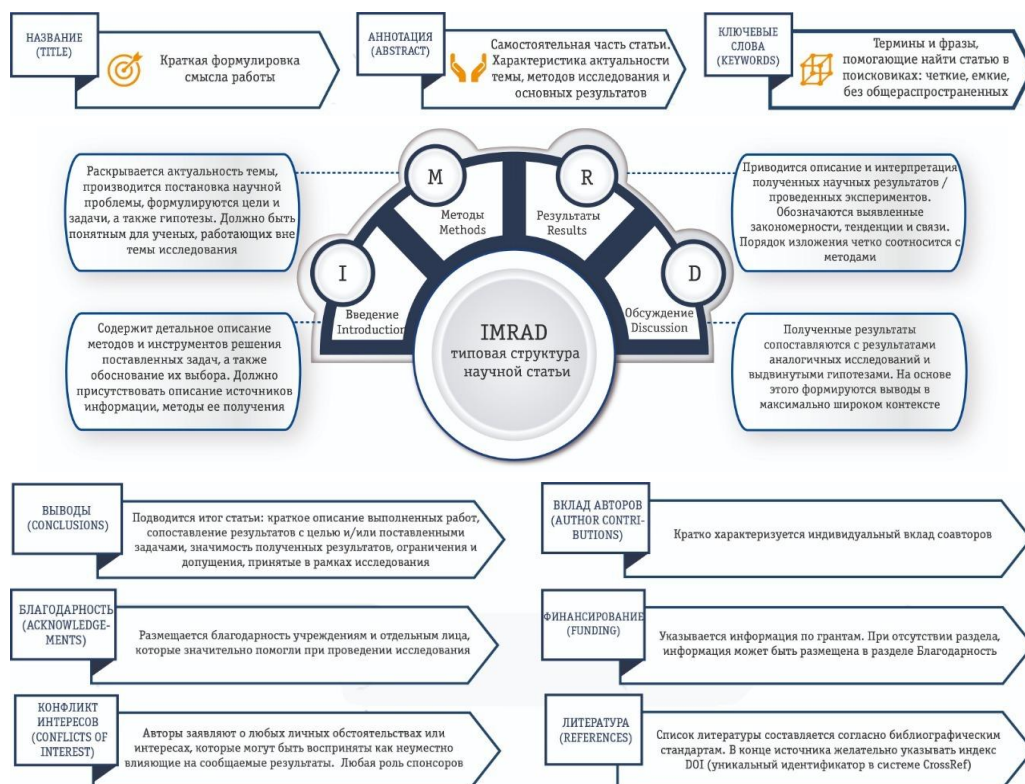 НАЗВАНИЕ
(TITLE)
Краткая формулировка
смысла работы
АННОТАЦИЯ
(ABSTRACT)
Самостоятельная часть статьи.
Характеристика актуальности
темы, методов исследования и
основных результатов
КЛЮЧЕВЫЕ
СЛОВА
(KEYWORDS)
Термины и фразы,
помогающие найти статью в
поисковиках: четкие, емкие,
без общераспространенных
Раскрывается актуальность темы,
производится постановка научной
проблемы, формулируются цели и
задачи, а также гипотезы. Должно быть
понятным для ученых, работающих вне
темы исследования
M
Методы
Methods
R
Результаты
Results
Приводится описание и интерпретация
полученных научных результатов /
проведенных экспериментов.
Обозначаются выявленные
закономерности, тенденции и связи.
Порядок изложения четко соотносится с
методами
I
Введение
Introduction
D
Обсуждение
Discussion
IMRAD
типовая структура
научной статьи
Содержит детальное описание
методов и инструментов решения
поставленных задач, а также
обоснование их выбора. Должно
присутствовать описание источников
информации, методы ее получения
Полученные результаты
сопоставляются с результатами
аналогичных исследований и
выдвинутыми гипотезами. На основе
этого формируются выводы в
максимально широком контексте
ВЫВОДЫ
(CONCLUSIONS)
Подводится итог статьи: краткое описание выполненных работ,
сопоставление результатов с целью и/или поставленными
задачами, значимость полученных результатов, ограничения и
допущения, принятые в рамках исследования
ВКЛАД АВТОРОВ
(AUTHOR CONTRI-
BUTIONS)
Кратко характеризуется индивидуальный вклад соавторов
БЛАГОДАРНОСТЬ
(ACKNOWLEDGE-
MENTS)
Размещается благодарность учреждениям и отдельным лица,
которые значительно помогли при проведении исследования
ФИНАНСИРОВАНИЕ
(FUNDING)
Указывается информация по грантам. При отсутствии раздела,
информация может быть размещена в разделе Благодарность
КОНФЛИКТ
ИНТЕРЕСОВ
(CONFLICTS OF
INTEREST)
Авторы заявляют о любых личных обстоятельствах или
интересах, которые могут быть восприняты как неуместно
влияющие на сообщаемые результаты. Любая роль спонсоров
ЛИТЕРАТУРА
(REFERENCES)
Список литературы составляется согласно библиографическим
стандартам. В конце источника желательно указывать индекс
DOI (уникальный идентификатор в системе CrossRef)